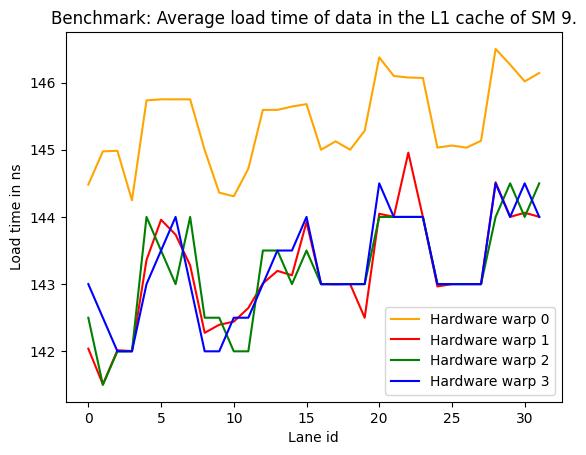 Benchmark: Average load time of data in the L1 cache of SM 9.
Load time in ns
146
145
144
143
142
0 5 10 15 20 25 30
Lane id
Hardware warp 0
Hardware warp 1
Hardware warp 2
Hardware warp 3